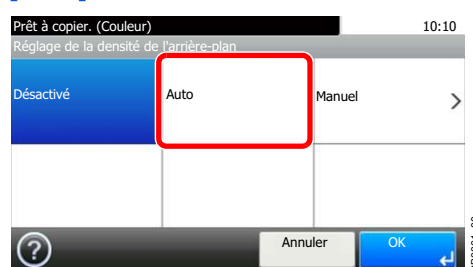 Prêt à copier. (Couleur) 10:10
Réglage de la densité de l'arrière-plan
Désactivé Auto Manuel
Annuler OK